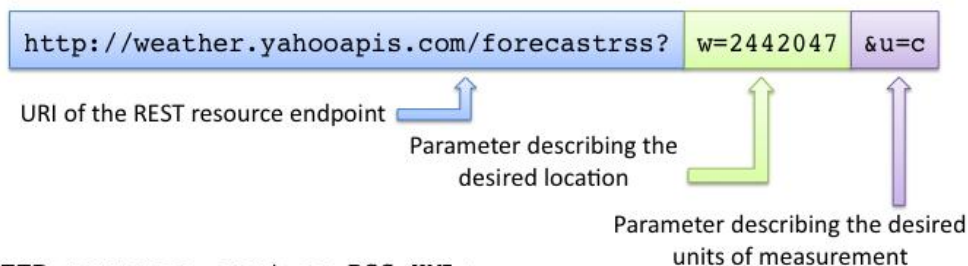 http://weather.yahooapis.com/forecastrss? w=2442047 &u=c
URI of the REST resource endpoint
Parameter describing the
desired location
Parameter describing the desired
units of measurement